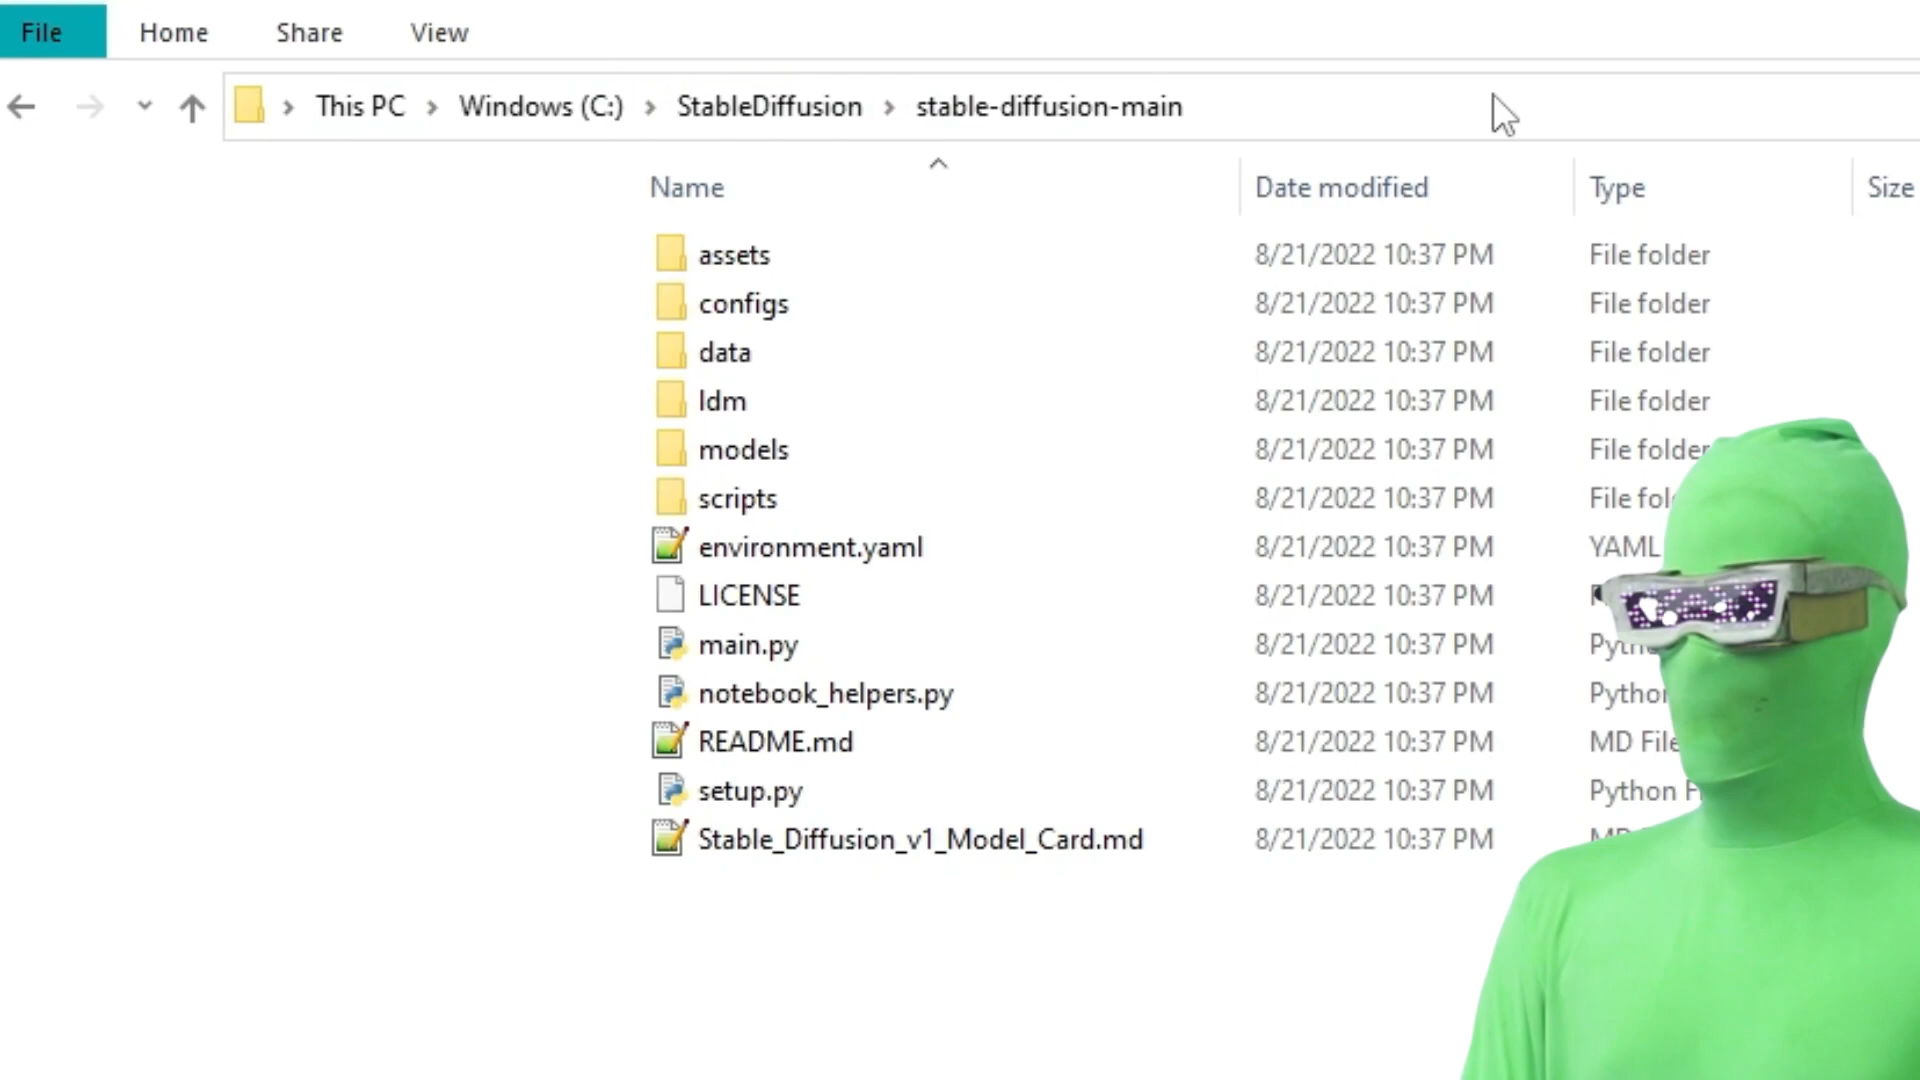 File Home Share View
This PC > Windows (C:) > StableDiffusion > stable-diffusion-main
Name Date modified Type Size
assets 8/21/2022 10:37 PM File folder
configs 8/21/2022 10:37 PM File folder
data 8/21/2022 10:37 PM File folder
ldm 8/21/2022 10:37 PM File folder
models 8/21/2022 10:37 PM File folder
scripts 8/21/2022 10:37 PM File
environment.yaml 8/21/2022 10:37 PM YAML
LICENSE 8/21/2022 10:37 PM
main.py 8/21/2022 10:37 PM
notebook_helpers.py 8/21/2022 10:37 PM
README.md 8/21/2022 10:37 PM MD File
setup.py 8/21/2022 10:37 PM Python
Stable_Diffusion_v1_Model_Card.md 8/21/2022 10:37 PM